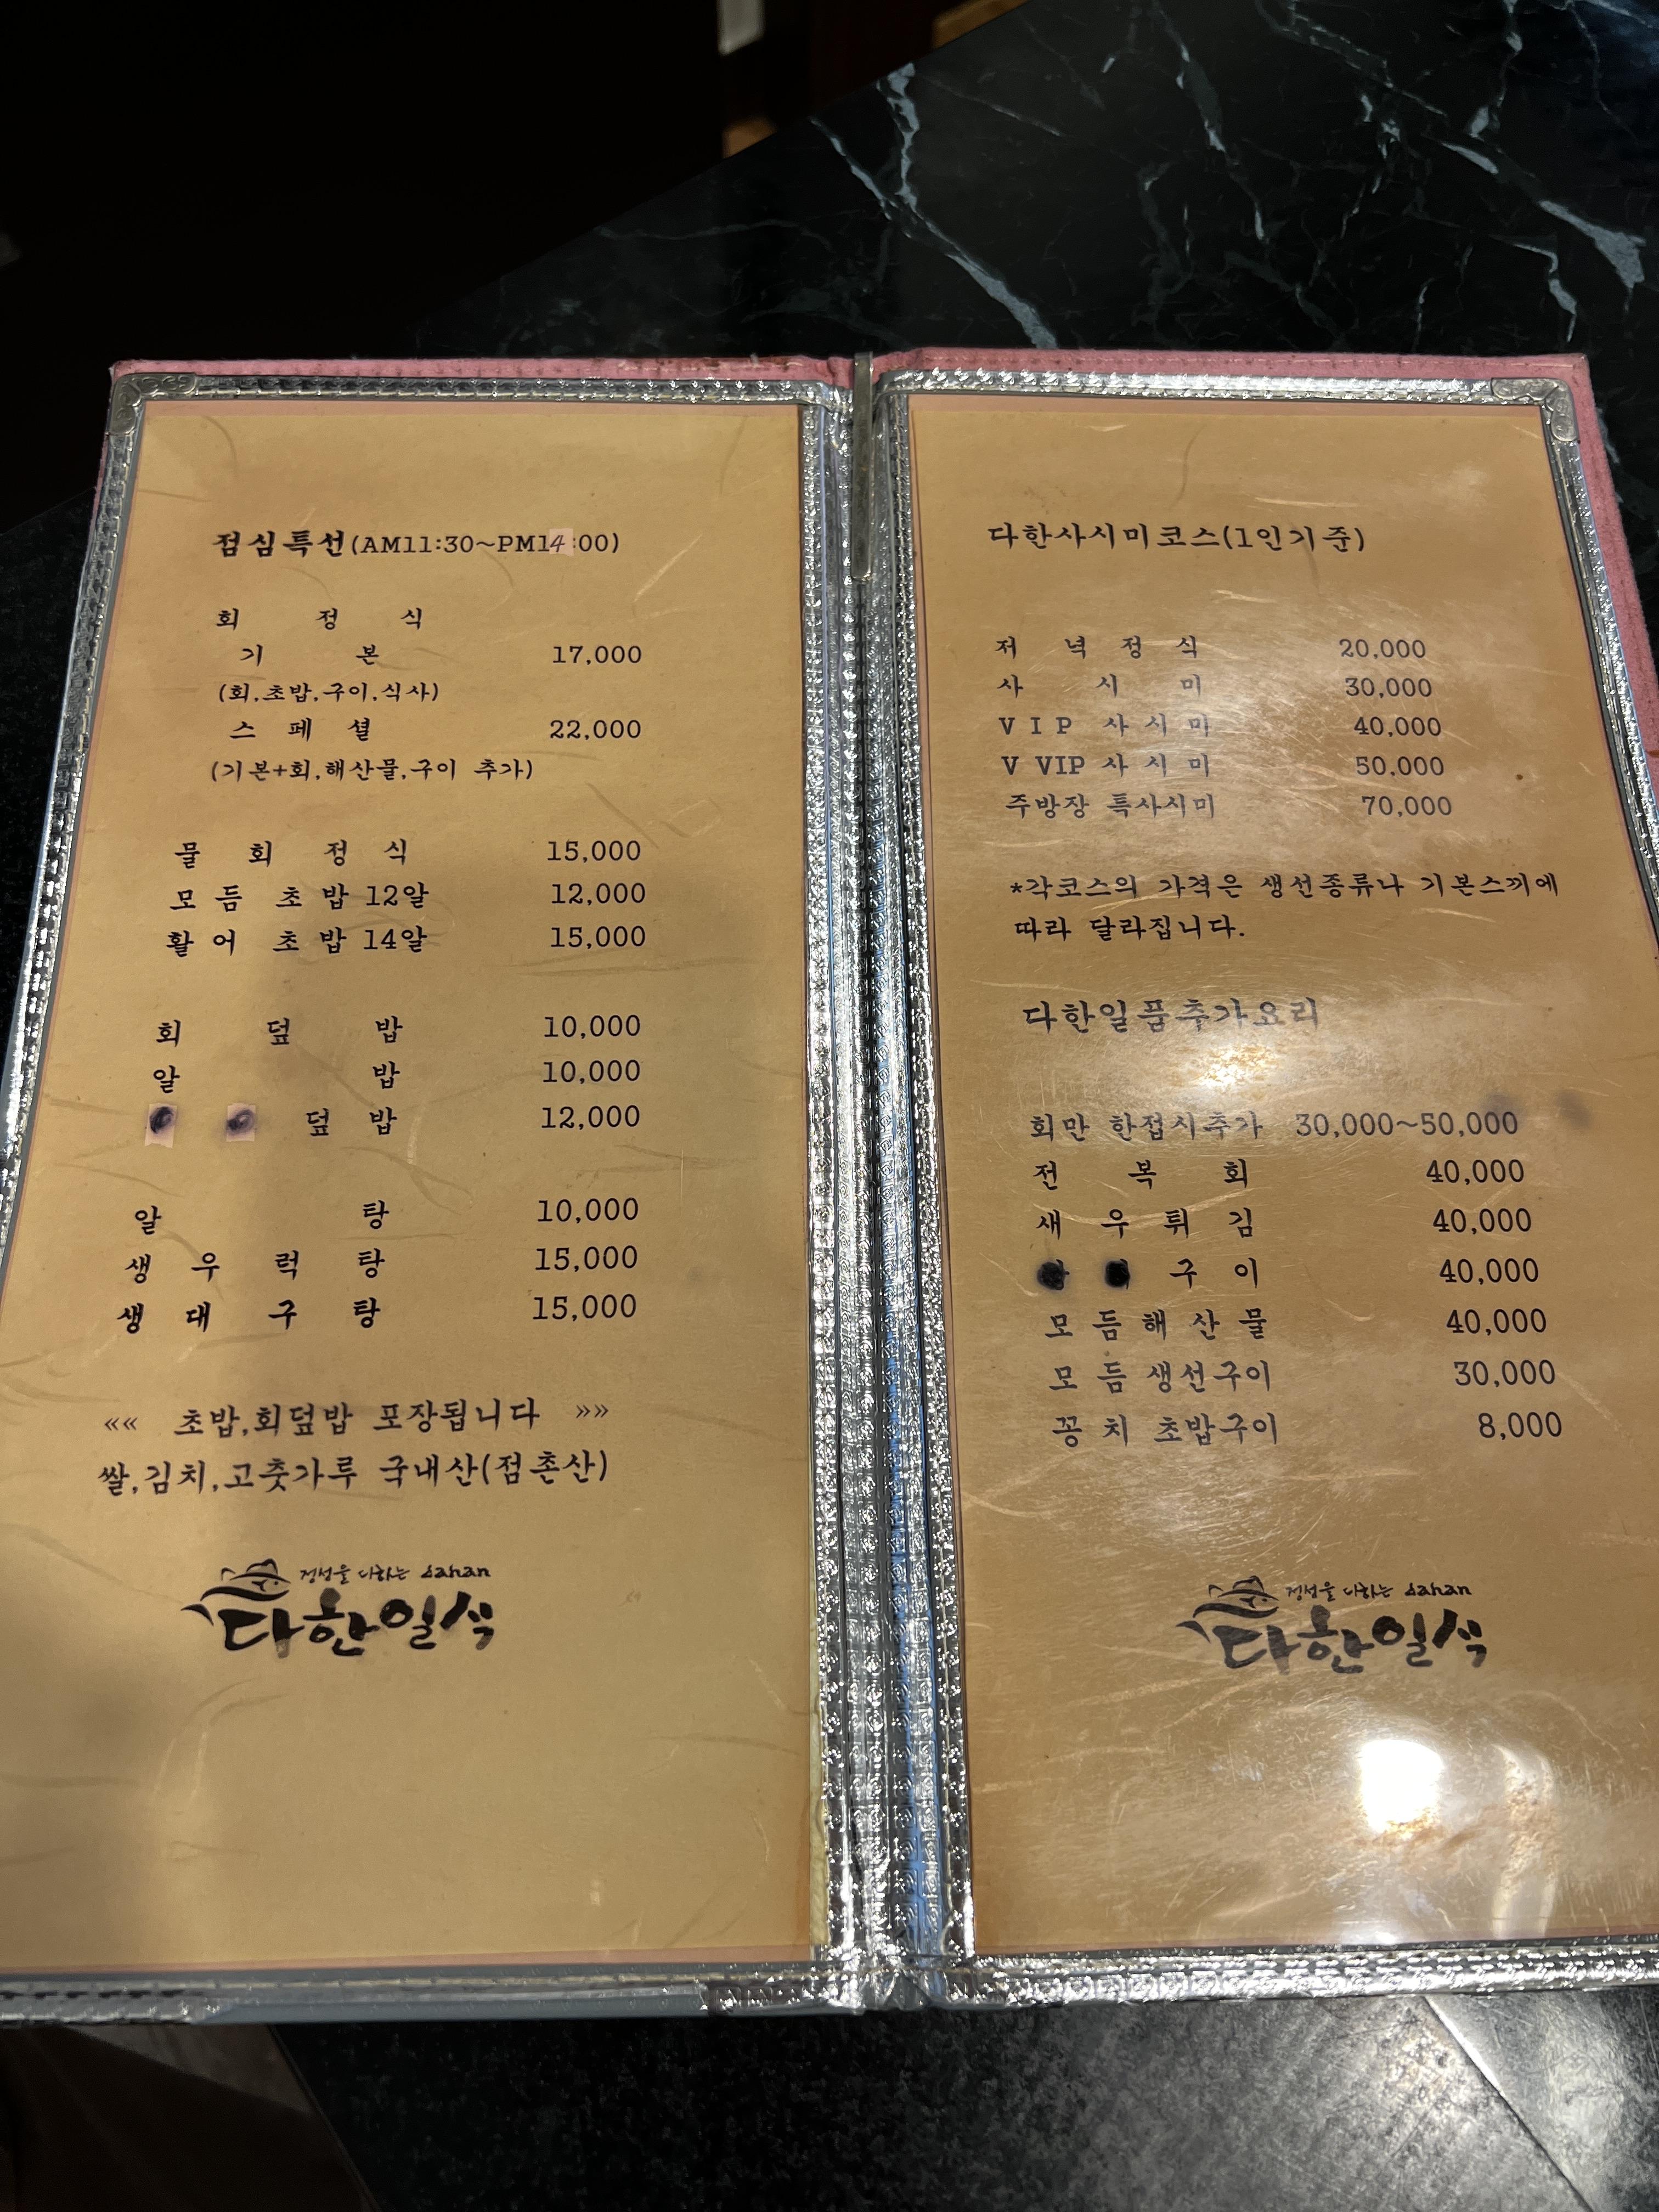 점심특선(AM11:30~PM14:00)
회 정 식
기 본 17,000
(회,초밥,구이,식사)
스 페 셜 22,000
(기본+회,해산물,구이 추가)
물 회 정 식 15,000
모 듬 초 밥 12알 12,000
활 어 초 밥 14알 15,000
회 덮 밥 10,000
알 밥 10,000
덮 밥 12,000
알 탕 10,000
생 우 럭 탕 15,000
생 대 구 탕 15,000
«« 초밥,회덮밥 포장됩니다 »»
쌀,김치,고춧가루 국내산(점촌산)
정성을 다하는 dahan
다한일식
다한사시미코스(1인기준)
저 녁 정 식 20,000
사 시 미 30,000
V I P 사 시 미 40,000
V VIP 사 시 미 50,000
주방장 특사시미 70,000
*각코스의 가격은 생선종류나 기본스끼에
따라 달라집니다.
다한일품추가요리
회만 한접시추가 30,000~50,000
전 복 회 40,000
새 우 튀 김 40,000
구 이 40,000
모 듬 해 산 물 40,000
모 듬 생선구이 30,000
꽁 치 초밥구이 8,000
정성을 다하는 dahan
다한일식